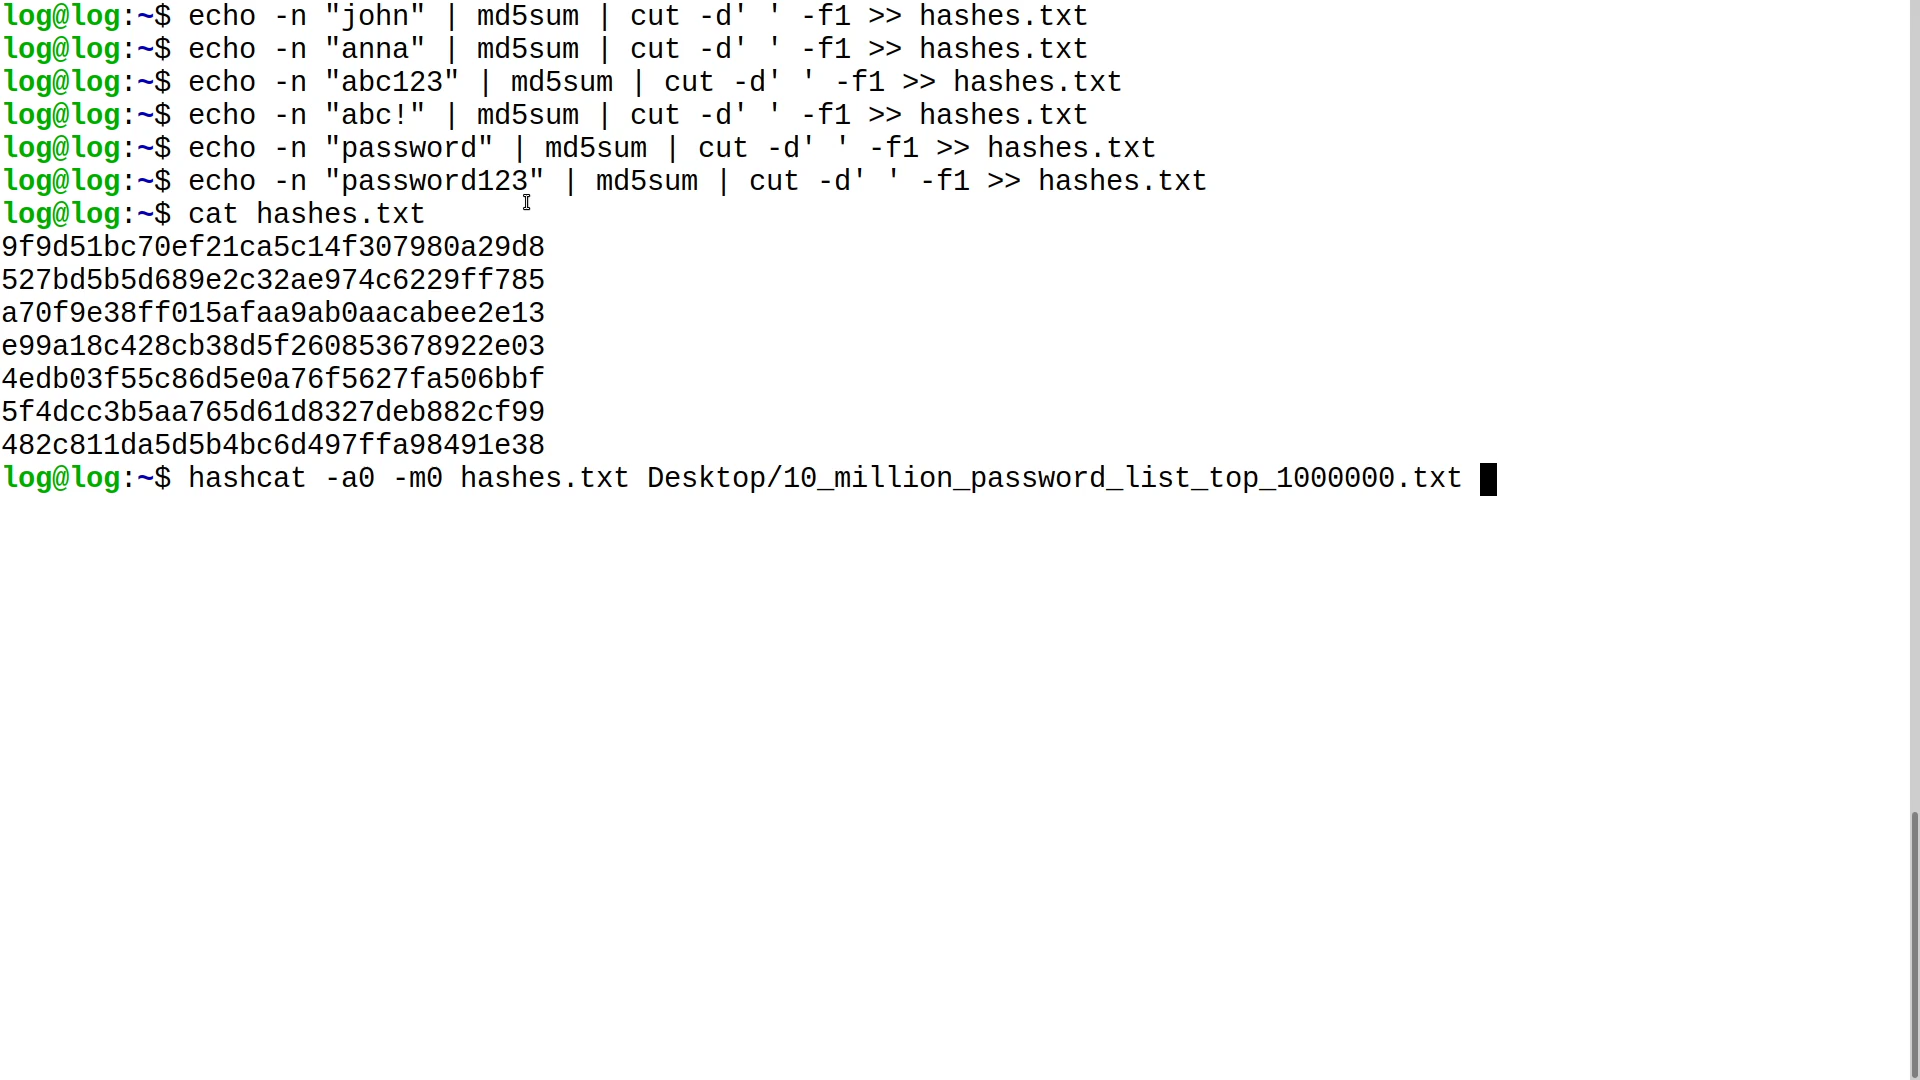 log@log:~$ echo -n "john" | md5sum | cut -d' ' -f1 >> hashes.txt
log@log:~$ echo -n "anna" | md5sum | cut -d' ' -f1 >> hashes.txt
log@log:~$ echo -n "abc123" | md5sum | cut -d' ' -f1 >> hashes.txt
log@log:~$ echo -n "abc!" | md5sum | cut -d' ' -f1 >> hashes.txt
log@log:~$ echo -n "password" | md5sum | cut -d' ' -f1 >> hashes.txt
log@log:~$ echo -n "password123" | md5sum | cut -d' ' -f1 >> hashes.txt
log@log:~$ cat hashes.txt
9f9d51bc70ef21ca5c14f307980a29d8
527bd5b5d689e2c32ae974c6229ff785
a70f9e38ff015afaa9ab0aacabee2e13
e99a18c428cb38d5f260853678922e03
4edb03f55c86d5e0a76f5627fa506bbf
5f4dcc3b5aa765d61d8327deb882cf99
482c811da5d5b4bc6d497ffa98491e38
log@log:~$ hashcat -a0 -m0 hashes.txt Desktop/10_million_password_list_top_1000000.txt